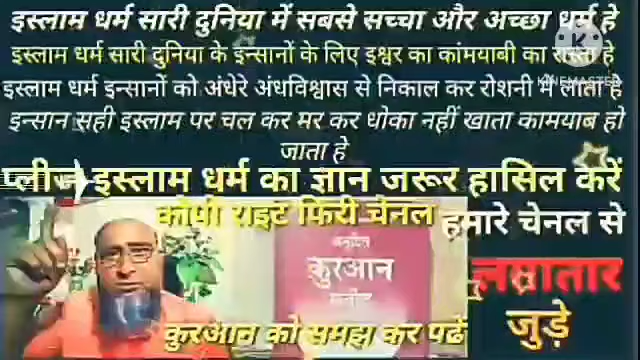 इस्लाम धर्म सारी दुनिया में सबसे सच्चा और अच्छा धर्म हे
इस्लाम धर्म सारी दुनिया के इन्सानों के लिए इश्वर का कांमयाबी का रास्ता हे
इस्लाम धर्म इन्सानों को अंधेरे अंधविश्वास से निकाल कर रोशनी में लाता हे
KINEMASTER
इन्सान सही इस्लाम पर चल कर मर कर धोका नहीं खाता कामयाब हो
जाता हे
प्लीज इस्लाम धर्म का ज्ञान जरूर हासिल करें
कोपी राइट फिरी चेनल
हमारे चेनल से
लगातार
जुड़े
कुरआन
कुरआन को समझ कर पढें